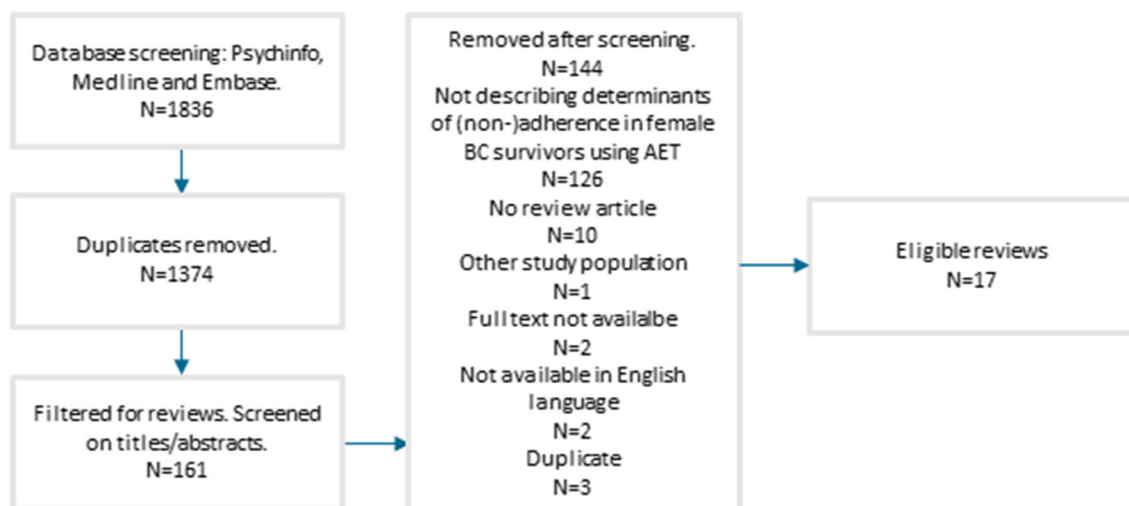 Database screening: Psychinfo,
Medline and Embase.
N=1836
Duplicates removed.
N=1374
Filtered for reviews. Screened
on titles/abstracts.
N=161
Removed after screening.
N=144
Not describing determinants
of (non-)adherence in female
BC survivors using AET
N=126
No review article
N=10
Other study population
N=1
Full text not availalbe
N=2
Not available in English
language
N=2
Duplicate
N=3
Eligible reviews
N=17